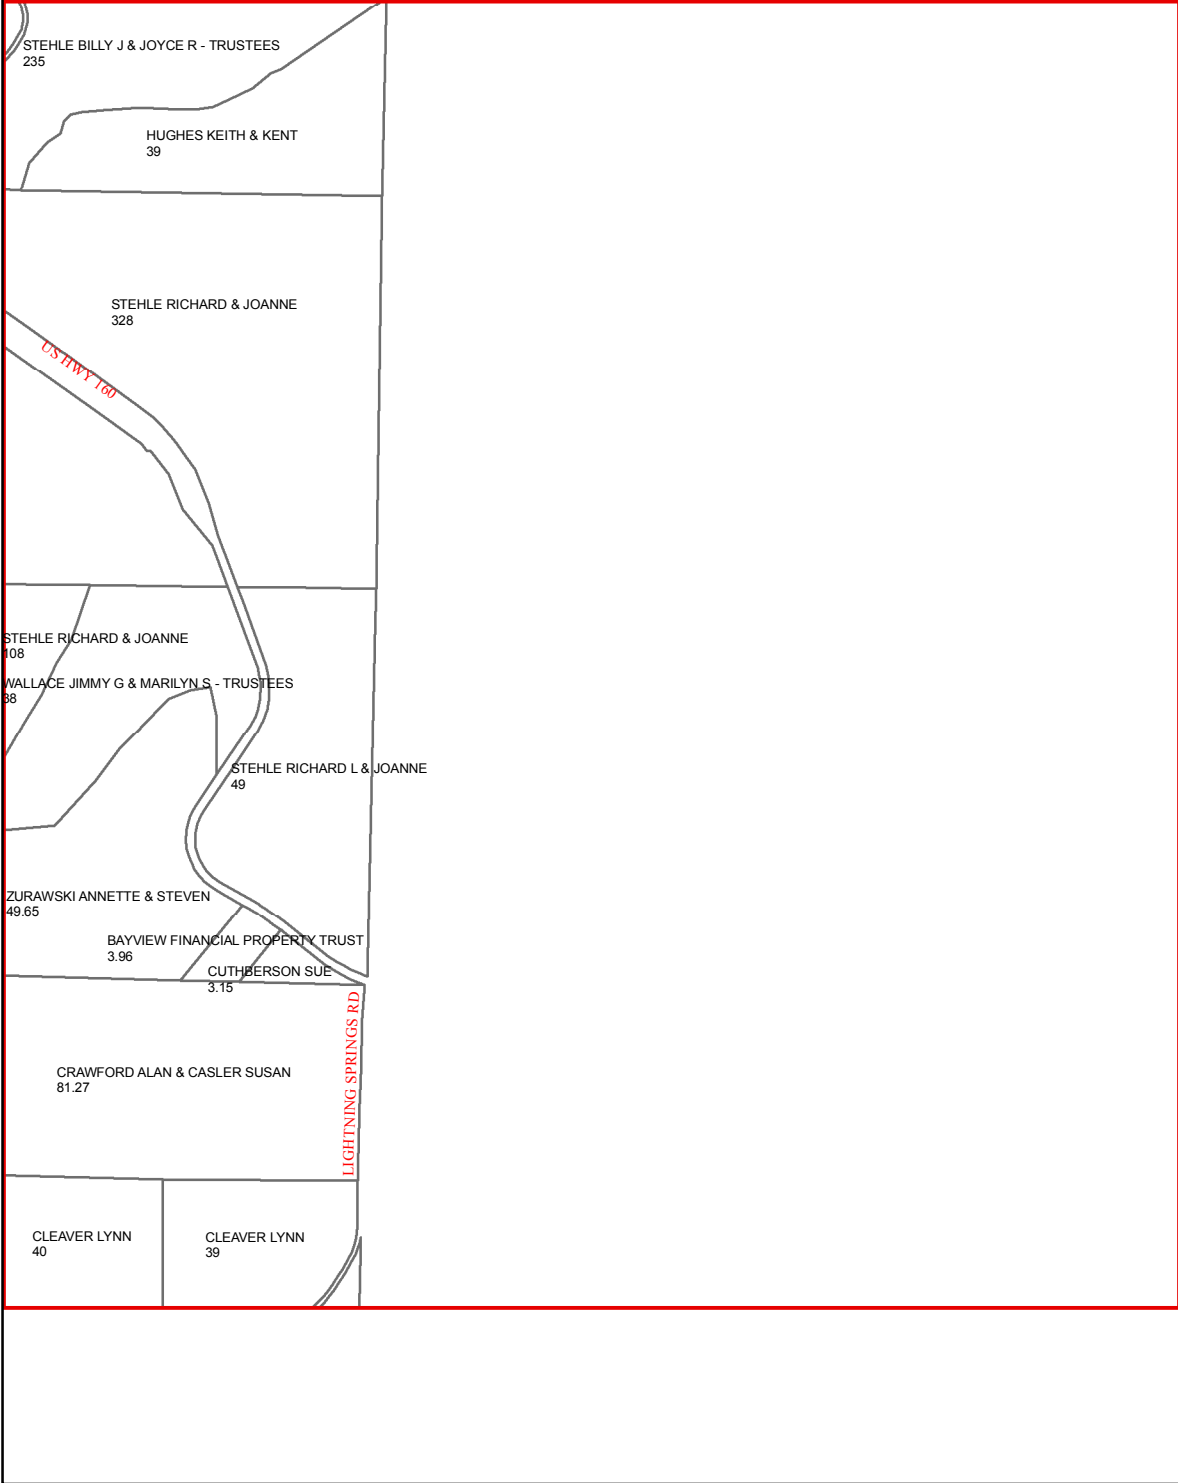 STEHLE BILLY J & JOYCE R - TRUSTEES
235
HUGHES KEITH & KENT
39
STEHLE RICHARD & JOANNE
328
US HWY 160
STEHLE RICHARD & JOANNE
108
WALLACE JIMMY G & MARILYN S - TRUSTEES
38
STEHLE RICHARD L & JOANNE
49
ZURAWSKI ANNETTE & STEVEN
49.65
BAYVIEW FINANCIAL PROPERTY TRUST
3.96
CUTHBERSON SUE
3.15
LIGHTNING SPRINGS RD
CRAWFORD ALAN & CASLER SUSAN
81.27
CLEAVER LYNN
40
CLEAVER LYNN
39